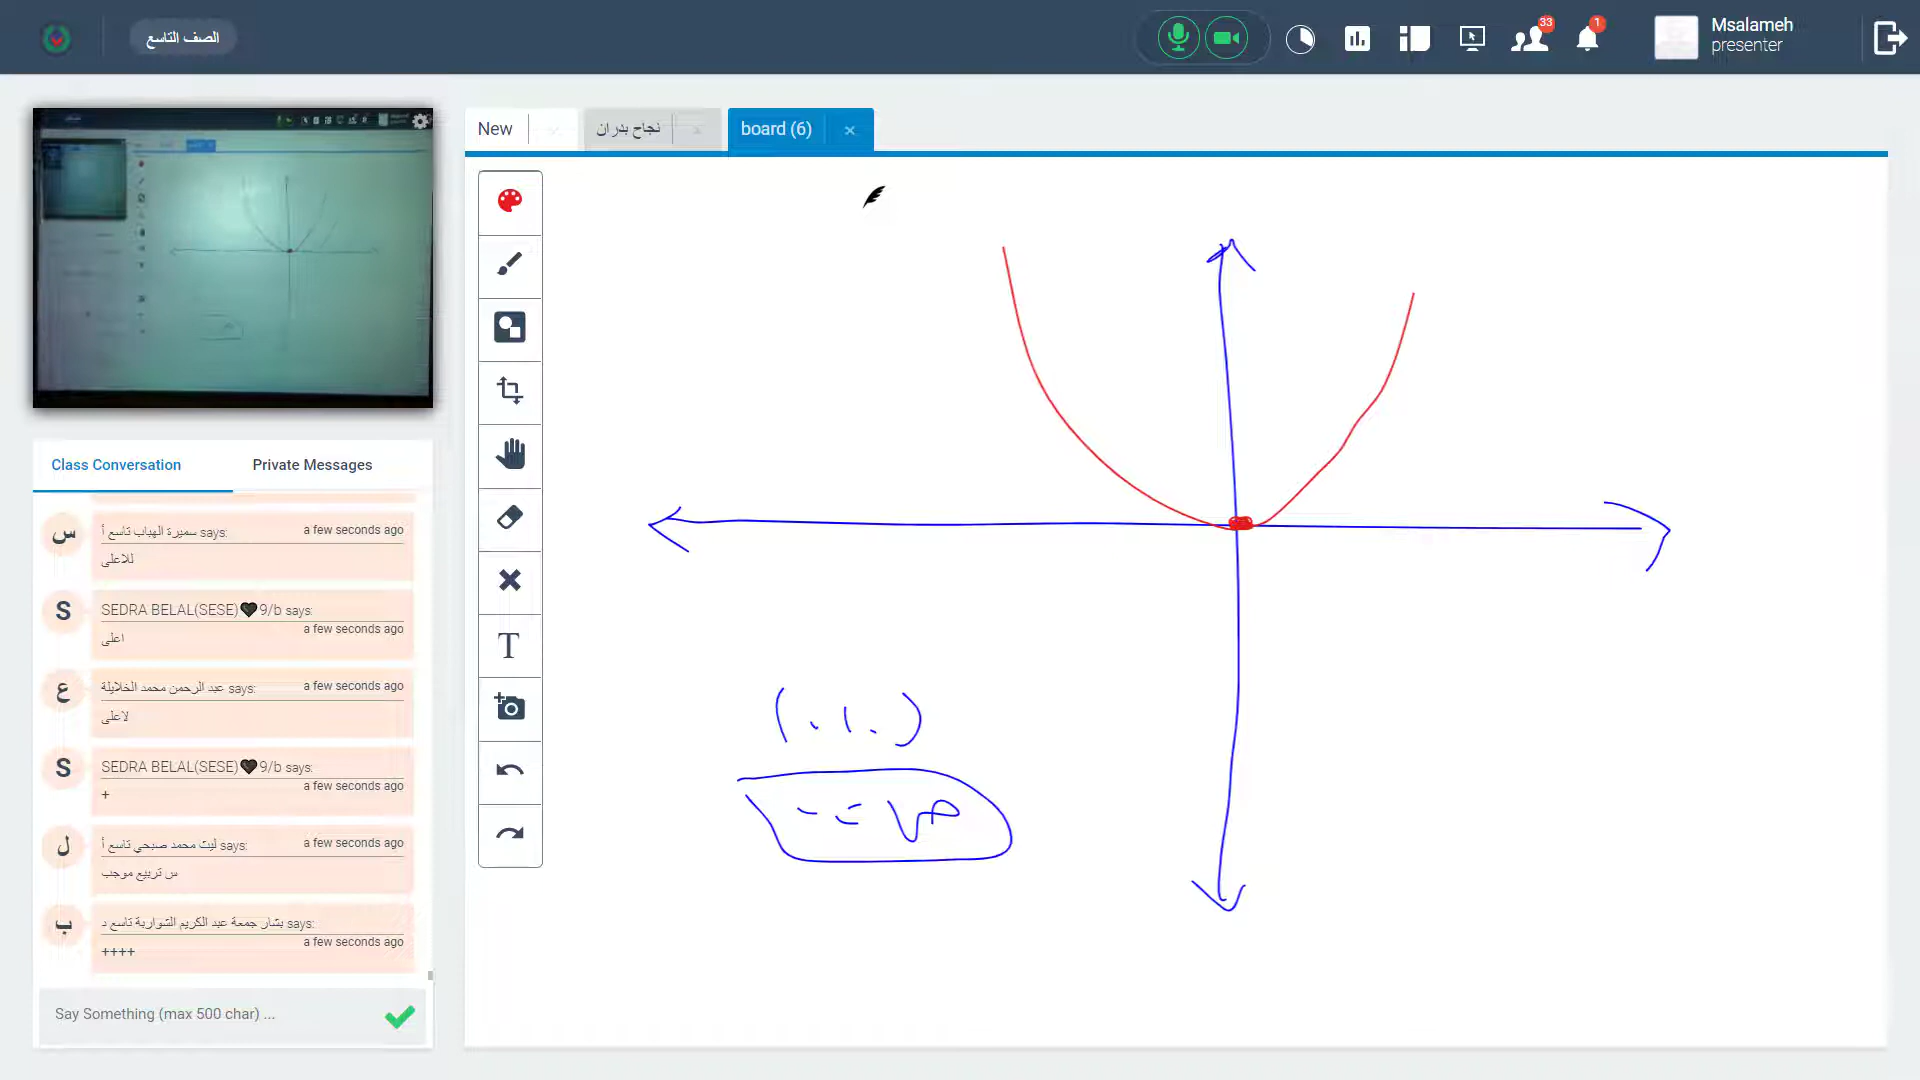 الصف التاسع
33
1
Msalameh
presenter
New
نجاح بدران
board (6)
Class Conversation
Private Messages
س
سميرة الهباب تاسع أ says:
a few seconds ago
للاعلى
S
SEDRA BELAL(SESE)🖤9/b says:
a few seconds ago
اعلى
ع
عبد الرحمن محمد الخلايلة says:
a few seconds ago
لاعلى
S
SEDRA BELAL(SESE)🖤9/b says:
a few seconds ago
+
ل
ليث محمد صبحي تاسع أ says:
a few seconds ago
س تربيع موجب
ب
بشار جمعة عبد الكريم الشواربة تاسع د says:
a few seconds ago
++++
Say Something (max 500 char) ...
T
(٠,٠)